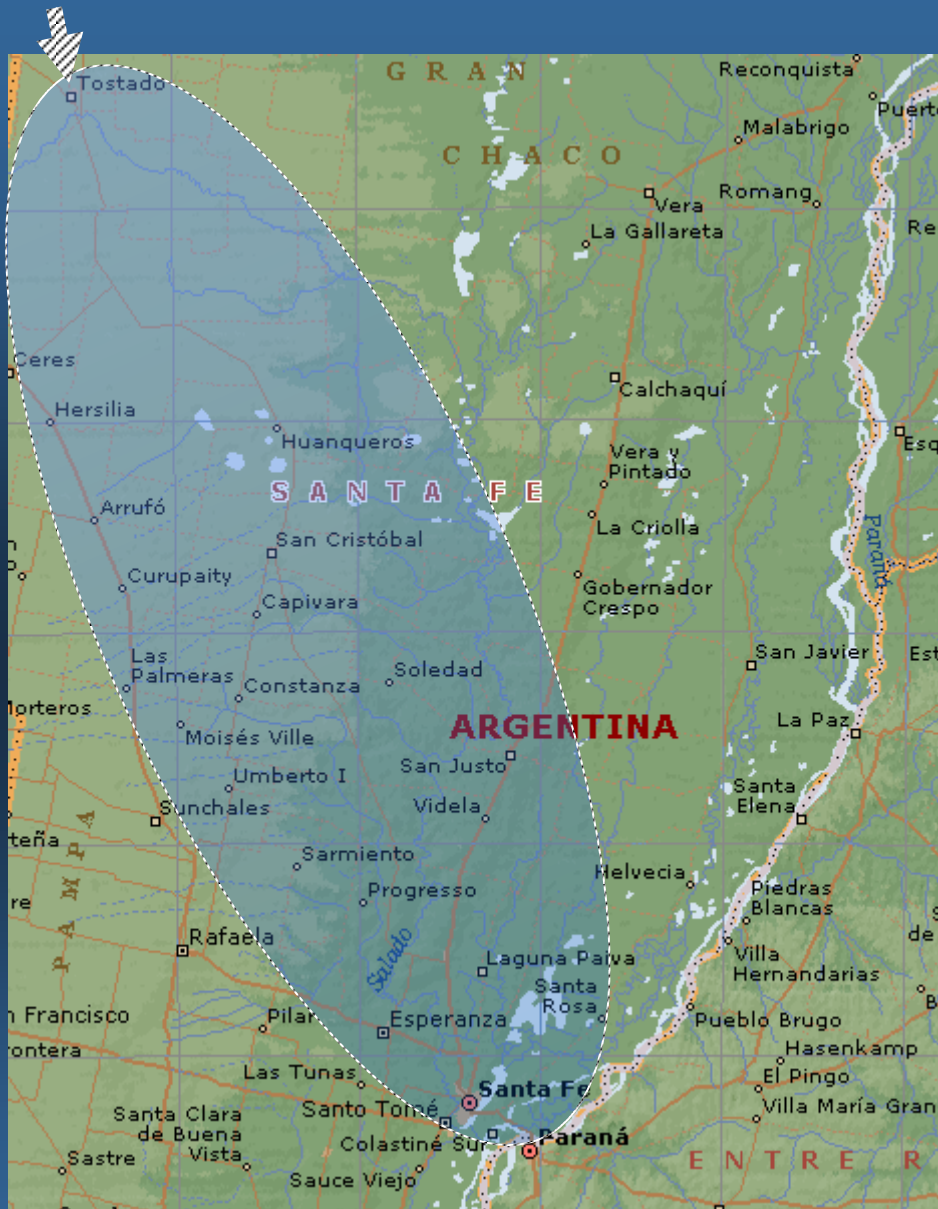 GRAN
Reconquista
Tostado
Malabrigo
CHACO
Romang
Vera
La Gallareta
Ceres
Calchaquí
Hersilia
Huanqueros
Vera y
Pintado
SANTA FE
Arrufó
La Criolla
Paraná
San Cristóbal
Curupaity
Gobernador
Crespo
Capivara
Las
Palmeras
Soledad
San Javier
Constanza
La Paz
ARGENTINA
Moisés Ville
San Justo
Umberto I
Santa
Elena
Sunchales
Videla
PAMPA
Sarmiento
Helvecia
Progresso
Piedras
Blancas
Rafaela
Salado
Laguna Paiva
Villa
Hernandarias
Santa
Rosa
Francisco
Pilar
Esperanza
Pueblo Brugo
Hasenkamp
Las Tunas
El Pingo
Santa Fe
Santa Clara
de Buena
Vista
Santo Tomé
Villa María Gran
Colastiné Sur
Paraná
Sastre
Sauce Viejo
ENTRE R